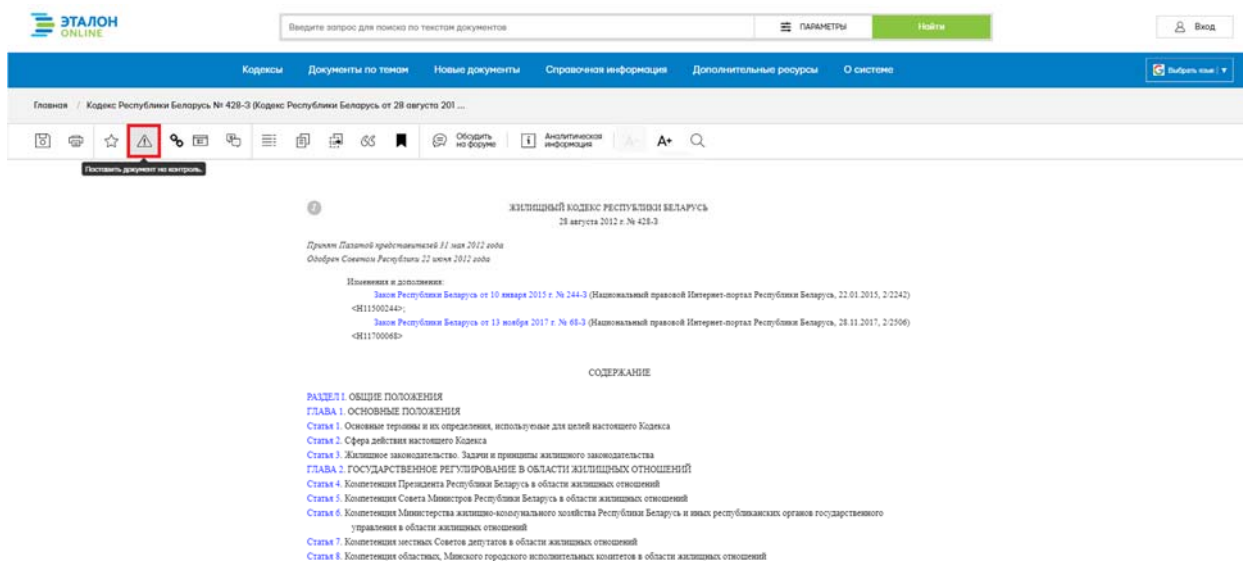 ЭТАЛОН
ONLINE
Введите запрос для поиска по текстам документов
ПАРАМЕТРЫ
Найти
Вход
Кодексы Документы по темам Новые документы Справочная информация Дополнительные ресурсы О системе
Выбрать язык
Главная / Кодекс Республики Беларусь № 428-З (Кодекс Республики Беларусь от 28 августа 201 ...
Обсудить на форуме
Аналитическая информация
A-
A+
Поставить документ на контроль.
ЖИЛИЩНЫЙ КОДЕКС РЕСПУБЛИКИ БЕЛАРУСЬ
28 августа 2012 г. № 428-З
Принят Палатой представителей 31 мая 2012 года
Одобрен Советом Республики 22 июня 2012 года
Изменения и дополнения:
Закон Республики Беларусь от 10 января 2015 г. № 244-З (Национальный правовой Интернет-портал Республики Беларусь, 22.01.2015, 2/2242)
<H11500244>;
Закон Республики Беларусь от 13 ноября 2017 г. № 68-З (Национальный правовой Интернет-портал Республики Беларусь, 28.11.2017, 2/2506)
<H11700068>
СОДЕРЖАНИЕ
РАЗДЕЛ I. ОБЩИЕ ПОЛОЖЕНИЯ
ГЛАВА 1. ОСНОВНЫЕ ПОЛОЖЕНИЯ
Статья 1. Основные термины и их определения, используемые для целей настоящего Кодекса
Статья 2. Сфера действия настоящего Кодекса
Статья 3. Жилищное законодательство. Задачи и принципы жилищного законодательства
ГЛАВА 2. ГОСУДАРСТВЕННОЕ РЕГУЛИРОВАНИЕ В ОБЛАСТИ ЖИЛИЩНЫХ ОТНОШЕНИЙ
Статья 4. Компетенция Президента Республики Беларусь в области жилищных отношений
Статья 5. Компетенция Совета Министров Республики Беларусь в области жилищных отношений
Статья 6. Компетенция Министерства жилищно-коммунального хозяйства Республики Беларусь и иных республиканских органов государственного
управления в области жилищных отношений
Статья 7. Компетенция местных Советов депутатов в области жилищных отношений
Статья 8. Компетенция областных, Минского городского исполнительных комитетов в области жилищных отношений